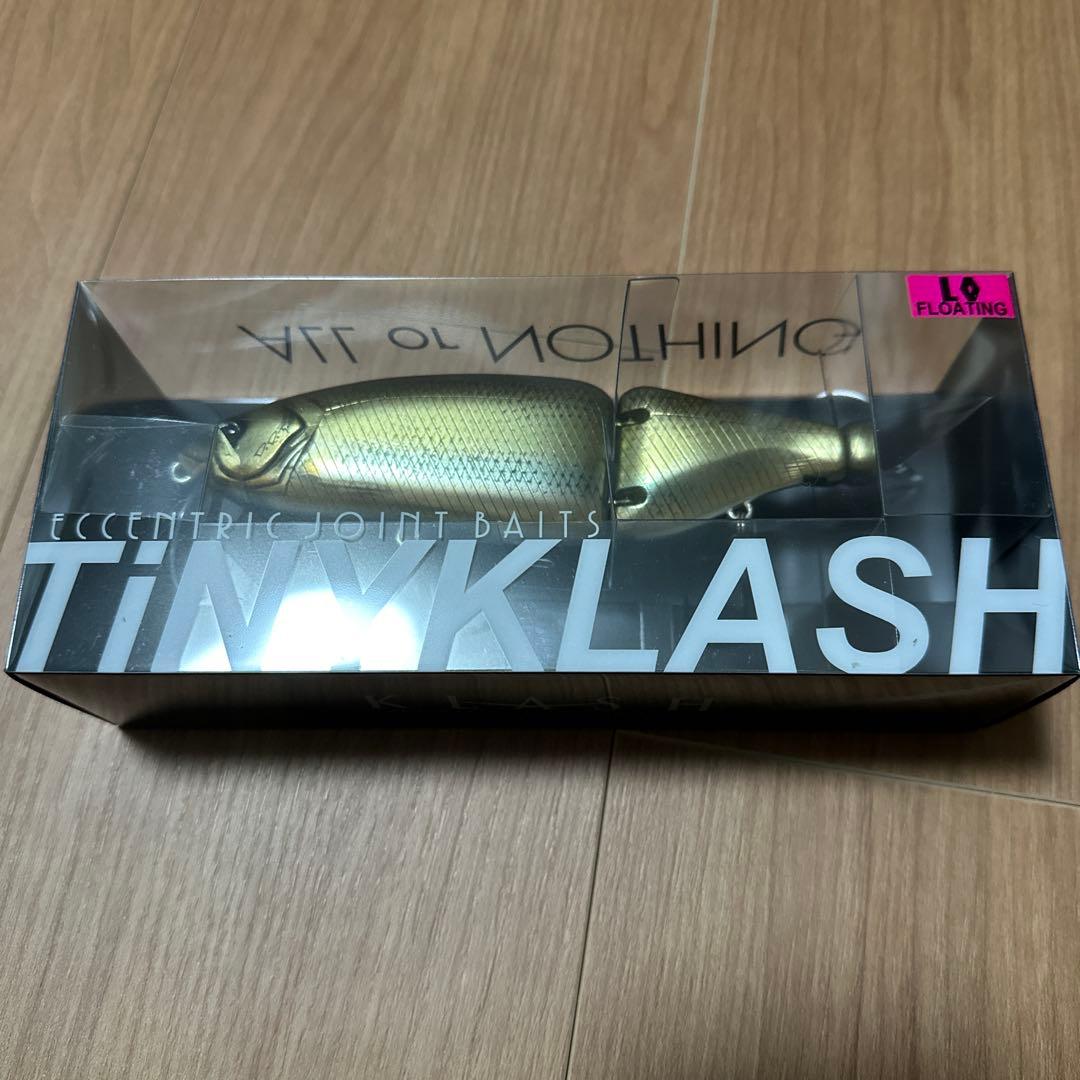 LO
FLOATING
ALL or NOTHING
ECCENTRIC JOINT BAITS
TiNYKLASH
KLASH